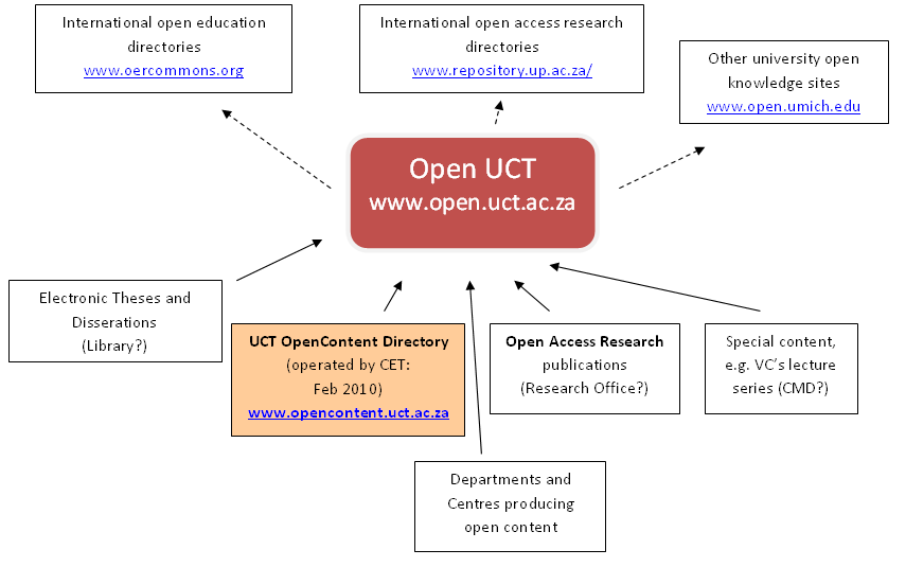 International open education
directories
www.oercommons.org
International open access research
directories
www.repository.up.ac.za/
Other university open
knowledge sites
www.open.umich.edu
Open UCT
www.open.uct.ac.za
Electronic Theses and
Disserations
(Library?)
UCT OpenContent Directory
(operated by CET:
Feb 2010)
www.opencontent.uct.ac.za
Open Access Research
publications
(Research Office?)
Special content,
e.g. VC's lecture
series (CMD?)
Departments and
Centres producing
open content